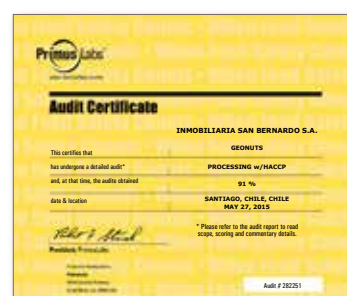 Primus Labs
Audit Certificate
INMOBILIARIA SAN BERNARDO S.A.
This certifies that
GEONUTS
has undergone a detailed audit*
PROCESSING w/HACCP
and, at that time, the audite obtained
91 %
date & location
SANTIAGO, CHILE, CHILE
MAY 27, 2015
* Please refer to the audit report to read
scope, scoring and commentary details.
President, PrimusLabs
Audit # 282251